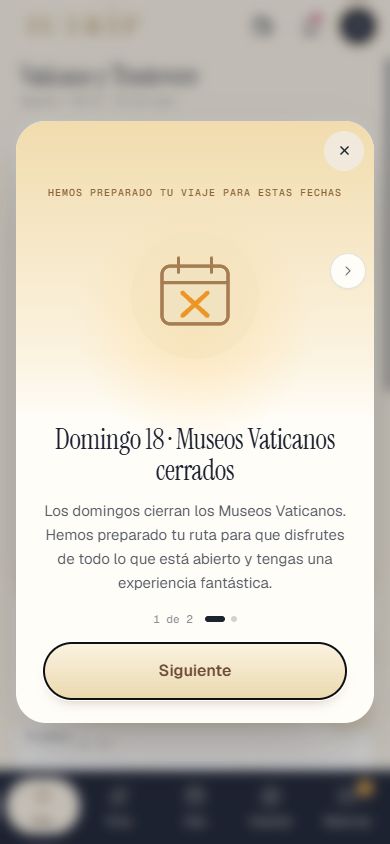 HEMOS PREPARADO TU VIAJE PARA ESTAS FECHAS
Domingo 18 · Museos Vaticanos
cerrados
Los domingos cierran los Museos Vaticanos.
Hemos preparado tu ruta para que disfrutes
de todo lo que está abierto y tengas una
experiencia fantástica.
1 de 2
Siguiente